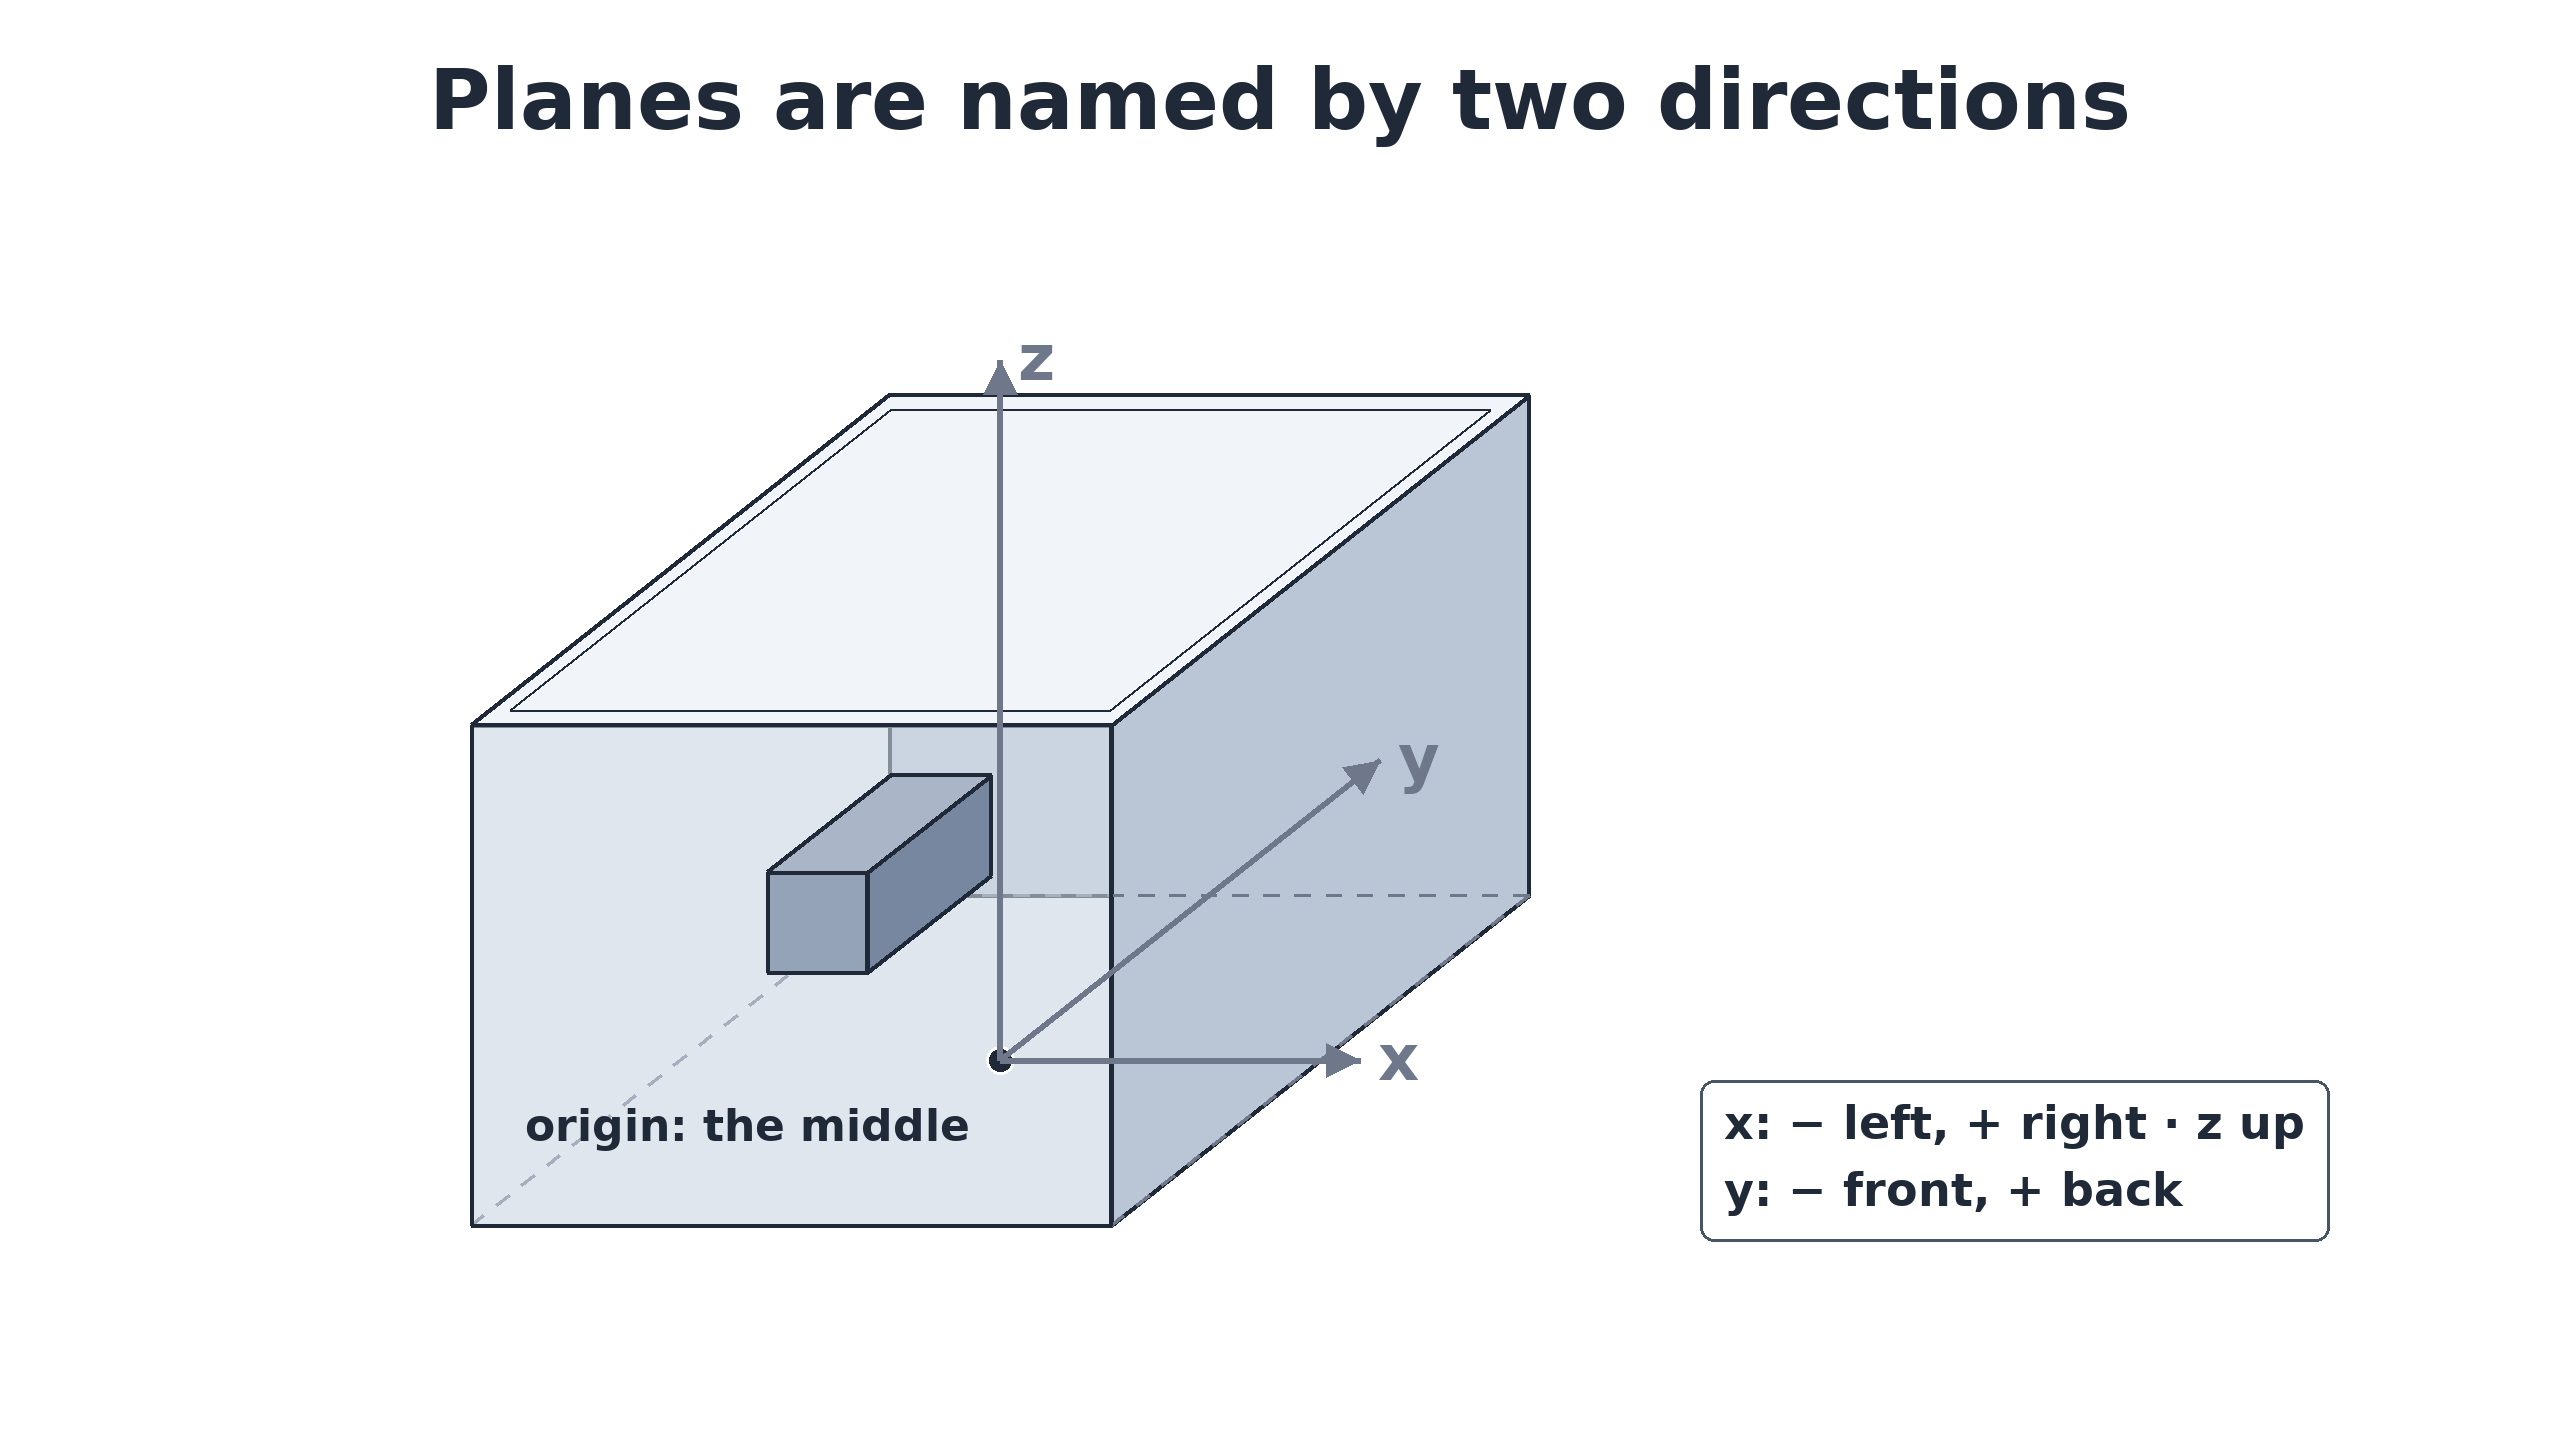 Planes are named by two directions
z
y
x
origin: the middle
x: − left, + right · z up
y: − front, + back